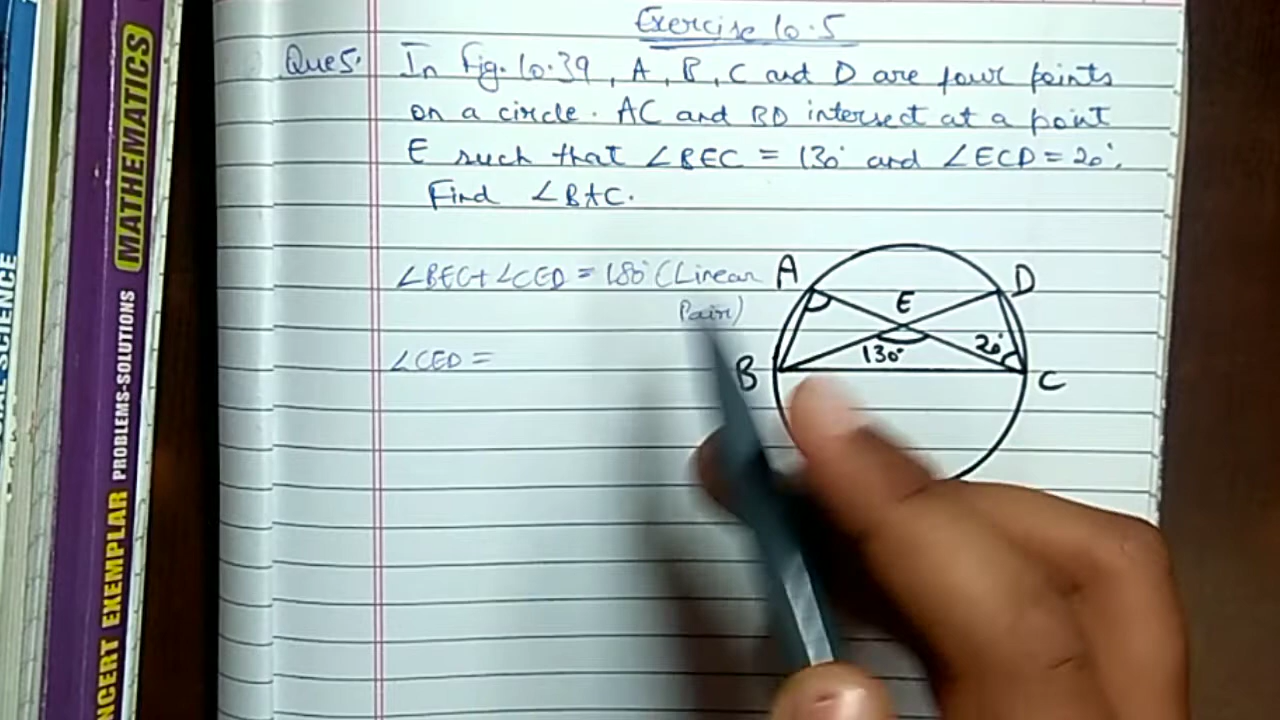 Exercise 10.5
Que 5. In Fig. 10.39, A, B, C and D are four points
on a circle. AC and BD intersect at a point
E such that ∠BEC = 130° and ∠ECD = 20°.
Find ∠BAC.
∠BEC + ∠CED = 180° (Linear
Pair)
∠CED =
A
D
E
130°
20°
B
C
MATHEMATICS
PROBLEMS-SOLUTIONS
NCERT EXEMPLAR
SCIENCE